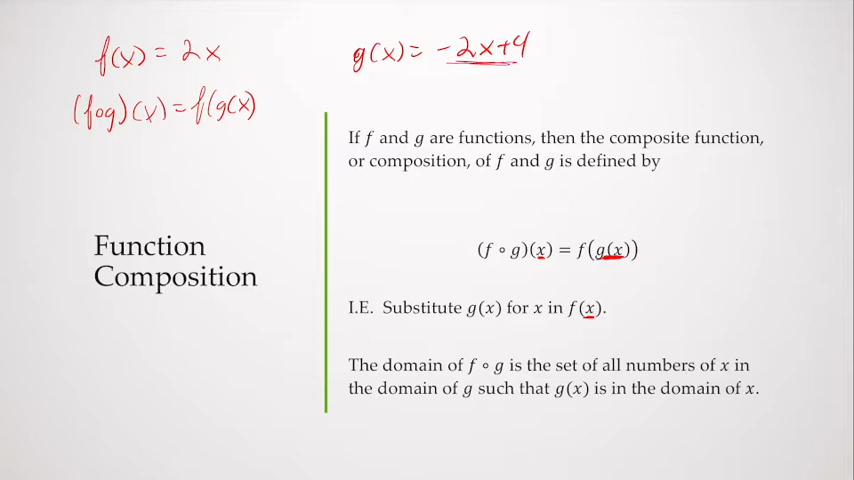 f(x) = 2x
g(x) = -2x+4
(fog)(x) = f(g(x)
If f and g are functions, then the composite function,
or composition, of f and g is defined by
Function
Composition
(f ∘ g)(x) = f(g(x))
I.E. Substitute g(x) for x in f(x).
The domain of f ∘ g is the set of all numbers of x in
the domain of g such that g(x) is in the domain of x.